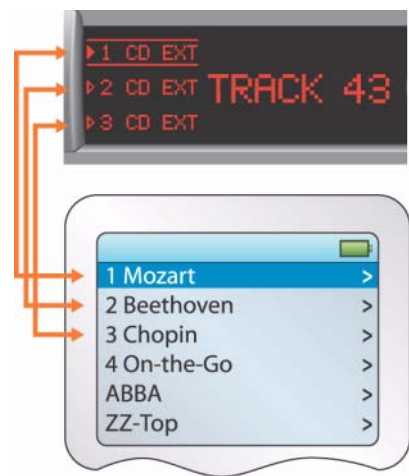 1 CD EXT
2 CD EXT TRACK 43
3 CD EXT
1 Mozart >
2 Beethoven >
3 Chopin >
4 On-the-Go >
ABBA >
ZZ-Top >